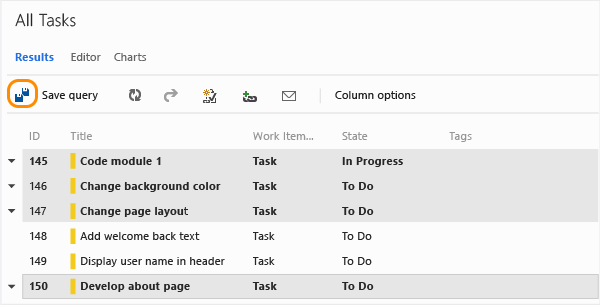 All Tasks
Results Editor Charts
Save query Column options
ID Title Work Item... State Tags
145 Code module 1 Task In Progress
146 Change background color Task To Do
147 Change page layout Task To Do
148 Add welcome back text Task To Do
149 Display user name in header Task To Do
150 Develop about page Task To Do